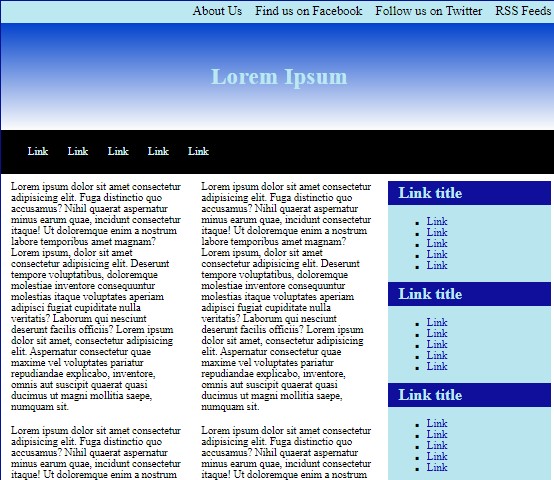 About Us Find us on Facebook Follow us on Twitter RSS Feeds
Lorem Ipsum
Link Link Link Link Link
Lorem ipsum dolor sit amet consectetur
adipisicing elit. Fuga distinctio quo
accusamus? Nihil quaerat aspernatur
minus earum quae, incidunt consectetur
itaque! Ut doloremque enim a nostrum
labore temporibus amet magnam?
Lorem ipsum, dolor sit amet
consectetur adipisicing elit. Deserunt
tempore voluptatibus, doloremque
molestiae inventore consequuntur
molestias itaque voluptates aperiam
adipisci fugiat cupiditate nulla
veritatis? Laborum qui nesciunt
deserunt facilis officiis? Lorem ipsum
dolor sit amet, consectetur adipisicing
elit. Aspernatur consectetur quae
maxime vel voluptates pariatur
repudiandae explicabo, inventore,
omnis aut suscipit quaerat quasi
ducimus ut magni mollitia saepe,
numquam sit.
Lorem ipsum dolor sit amet consectetur
adipisicing elit. Fuga distinctio quo
accusamus? Nihil quaerat aspernatur
minus earum quae, incidunt consectetur
itaque! Ut doloremque enim a nostrum
Lorem ipsum dolor sit amet consectetur
adipisicing elit. Fuga distinctio quo
accusamus? Nihil quaerat aspernatur
minus earum quae, incidunt consectetur
itaque! Ut doloremque enim a nostrum
labore temporibus amet magnam?
Lorem ipsum, dolor sit amet
consectetur adipisicing elit. Deserunt
tempore voluptatibus, doloremque
molestiae inventore consequuntur
molestias itaque voluptates aperiam
adipisci fugiat cupiditate nulla
veritatis? Laborum qui nesciunt
deserunt facilis officiis? Lorem ipsum
dolor sit amet, consectetur adipisicing
elit. Aspernatur consectetur quae
maxime vel voluptates pariatur
repudiandae explicabo, inventore,
omnis aut suscipit quaerat quasi
ducimus ut magni mollitia saepe,
numquam sit.
Lorem ipsum dolor sit amet consectetur
adipisicing elit. Fuga distinctio quo
accusamus? Nihil quaerat aspernatur
minus earum quae, incidunt consectetur
itaque! Ut doloremque enim a nostrum
Link title
Link
Link
Link
Link
Link
Link title
Link
Link
Link
Link
Link
Link title
Link
Link
Link
Link
Link